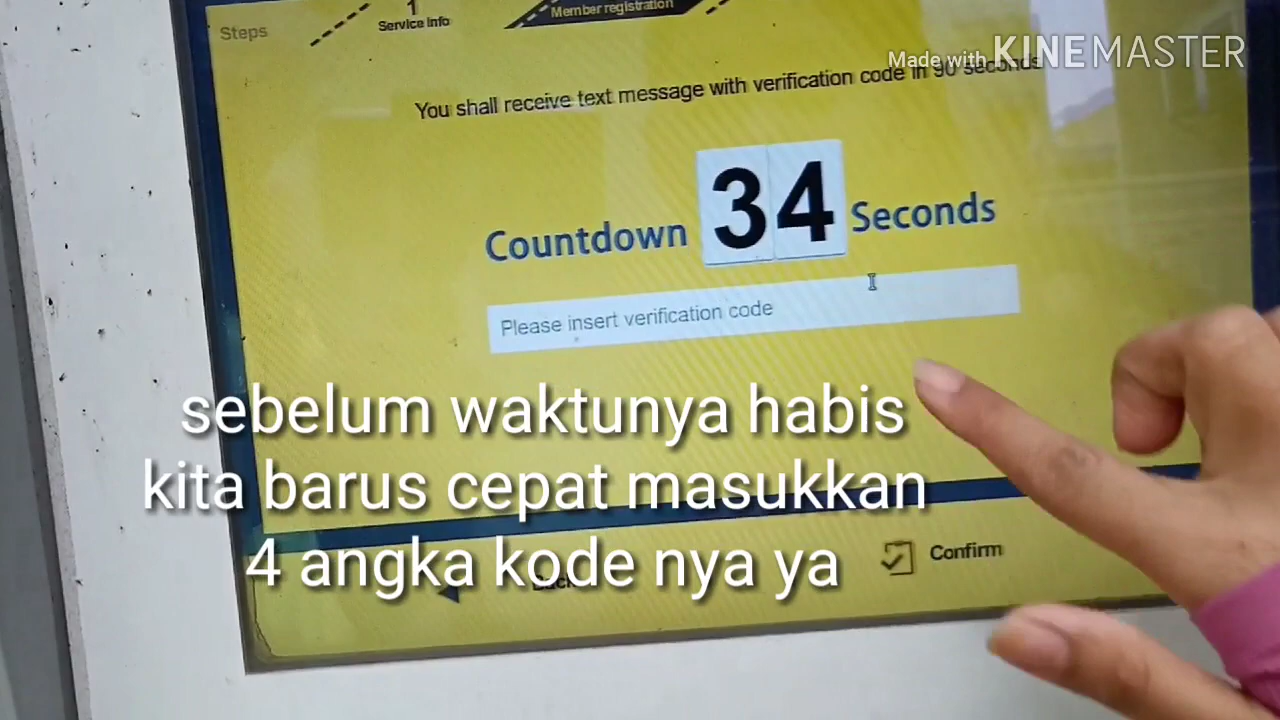 Steps
1
Service Info
Member registration
Made with KINEMASTER
You shall receive text message with verification code in 90 seconds
Countdown 34 Seconds
Please insert verification code
sebelum waktunya habis
kita barus cepat masukkan
4 angka kode nya ya
Back
Confirm